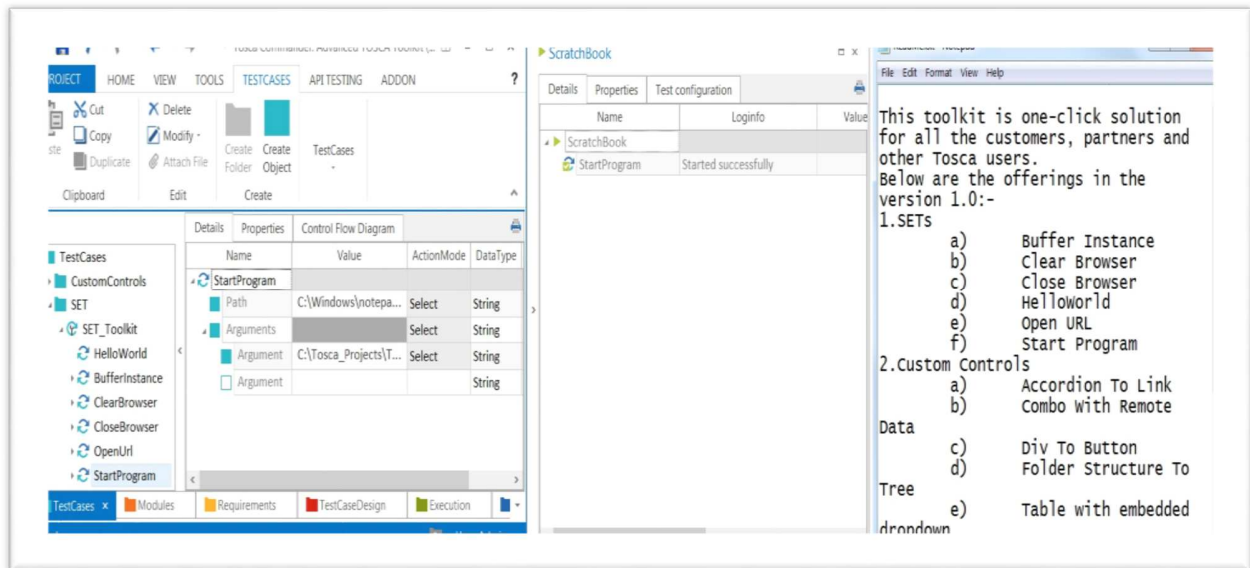 Tosca Commander: Advanced TOSCA Toolkit
PROJECT HOME VIEW TOOLS TESTCASES API TESTING ADDON ?
Cut
Copy
Duplicate
Clipboard
Delete
Modify
Attach File
Edit
Create Folder
Create Object
Create
TestCases
TestCases
CustomControls
SET
SET_Toolkit
HelloWorld
BufferInstance
ClearBrowser
CloseBrowser
OpenUrl
StartProgram
Details Properties Control Flow Diagram
Name Value ActionMode DataType
StartProgram
Path C:\Windows\notepa... Select String
Arguments Select String
Argument C:\Tosca_Projects\T... Select String
Argument String
TestCases x Modules Requirements TestCaseDesign Execution
ScratchBook
Details Properties Test configuration
Name Loginfo Value
ScratchBook
StartProgram Started successfully
File Edit Format View Help
This toolkit is one-click solution
for all the customers, partners and
other Tosca users.
Below are the offerings in the
version 1.0:-
1.SETs
a) Buffer Instance
b) Clear Browser
c) Close Browser
d) HelloWorld
e) Open URL
f) Start Program
2.Custom Controls
a) Accordion To Link
b) Combo With Remote
Data
c) Div To Button
d) Folder Structure To
Tree
e) Table with embedded
dropdown